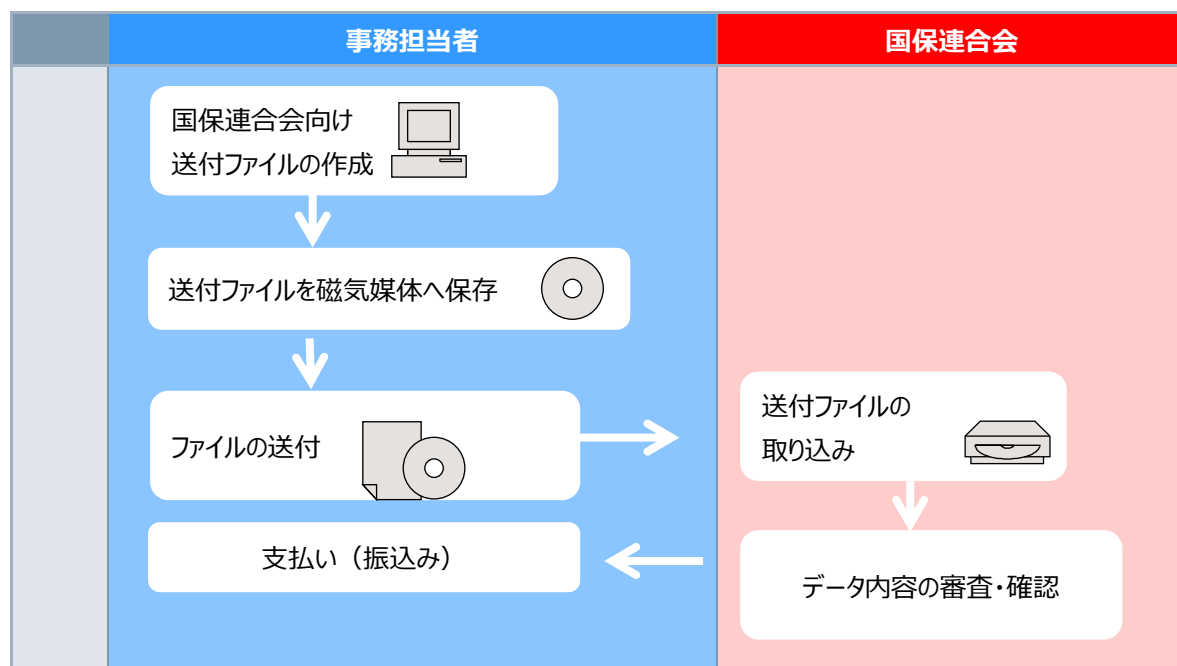 事務担当者
国保連合会
国保連合会向け
送付ファイルの作成
送付ファイルを磁気媒体へ保存
ファイルの送付
送付ファイルの
取り込み
支払い（振込み）
データ内容の審査・確認